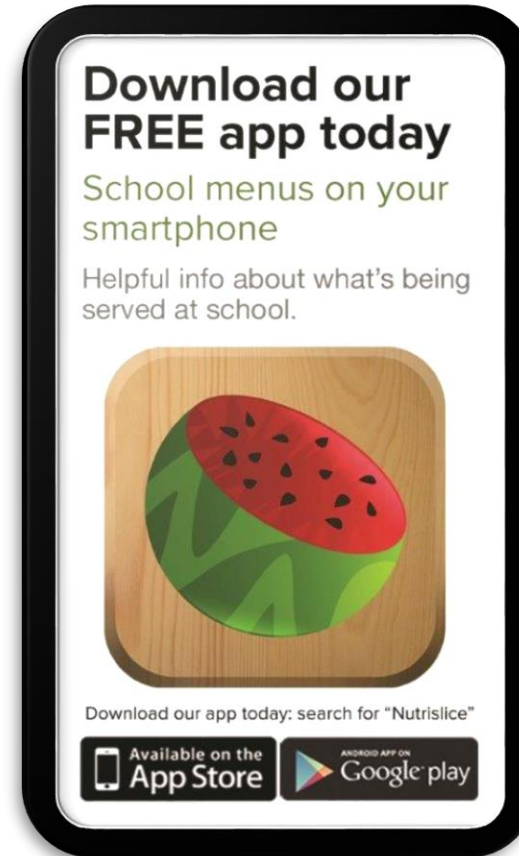 Download our
FREE app today
School menus on your
smartphone
Helpful info about what's being
served at school.
Download our app today: search for “Nutrislice”
Available on the
App Store
ANDROID APP ON
Google play